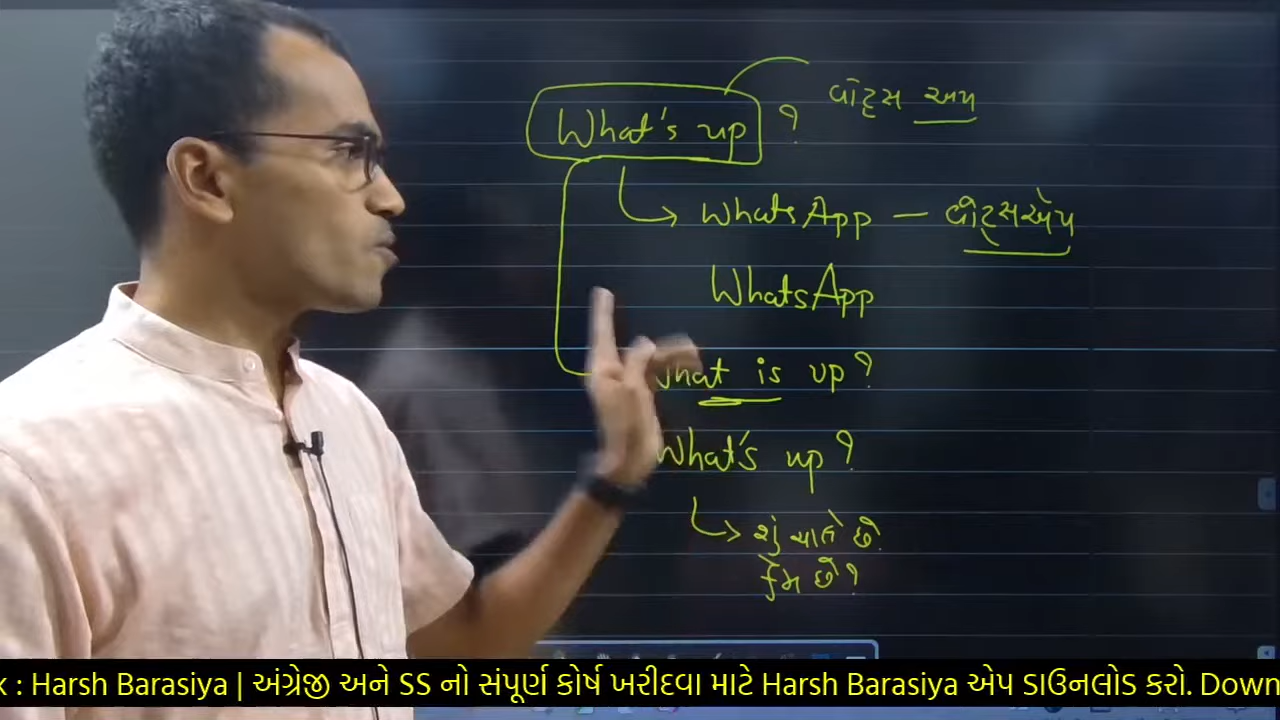 What's up ? વૉટ્સ અપ
WhatsApp - વૉટ્સઍપ
WhatsApp
What is up ?
What's up ?
શું ચાલે છે
કેમ છે ?
k : Harsh Barasiya | અંગ્રેજી અને SS નો સંપૂર્ણ કોર્ષ ખરીદવા માટે Harsh Barasiya એપ ડાઉનલોડ કરો. Down